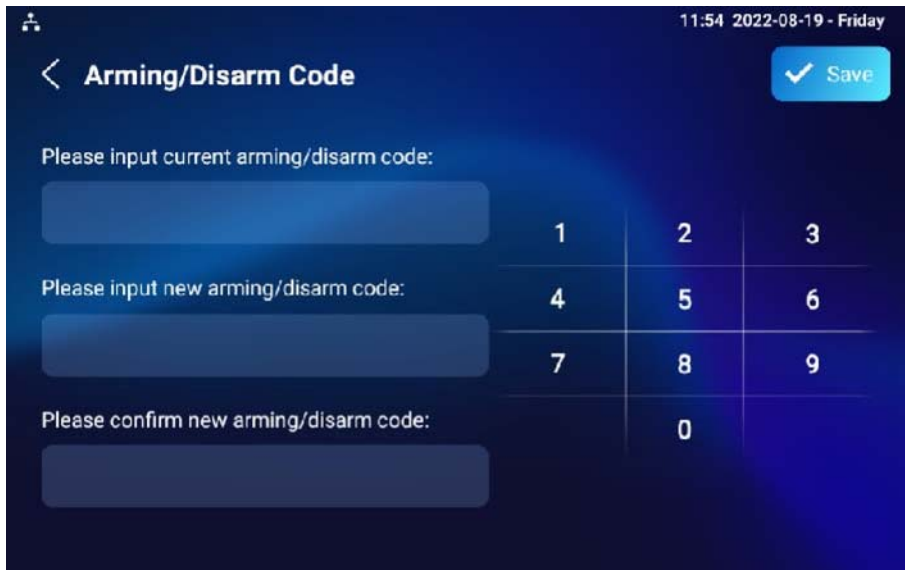 11:54 2022-08-19 - Friday
Arming/Disarm Code
Save
Please input current arming/disarm code:
1 2 3
Please input new arming/disarm code:
4 5 6
7 8 9
Please confirm new arming/disarm code:
0